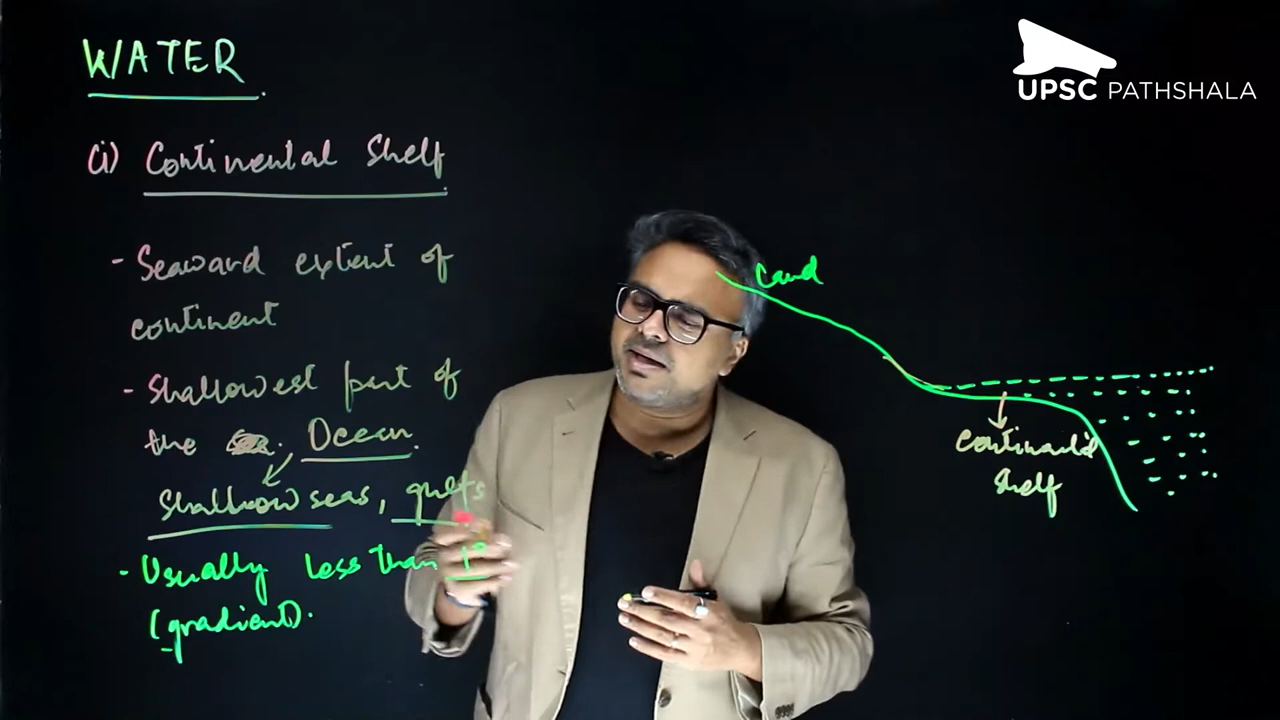 WATER
UPSC PATHSHALA
(i) Continental Shelf
- Seaward extent of
continent
- Shallowest part of
the Ocean.
Shallow seas, gulfs
- Usually less than 1°
(gradient).
Land
Continental
Shelf